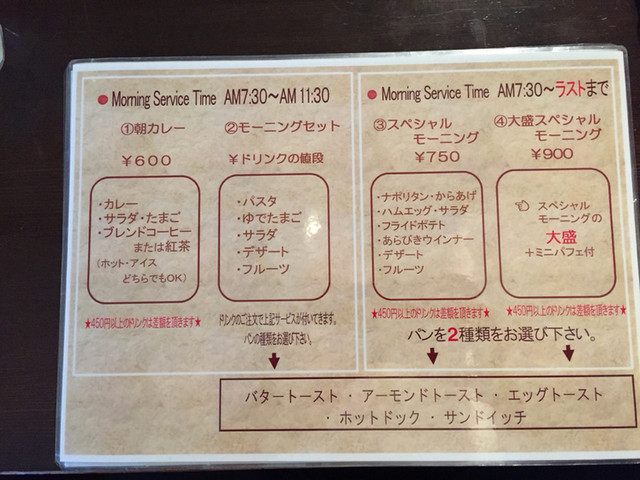 ● Morning Service Time AM7:30～AM 11:30
①朝カレー
¥600
・カレー
・サラダ・たまご
・ブレンドコーヒー
または紅茶
(ホット・アイス
どちらでもOK)
★450円以上のドリンクは差額を頂きます★
②モーニングセット
¥ドリンクの値段
・パスタ
・ゆでたまご
・サラダ
・デザート
・フルーツ
ドリンクのご注文で上記サービスが付いてきます。
パンの種類をお選び下さい。
● Morning Service Time AM7:30～ラストまで
③スペシャル
モーニング
¥750
・ナポリタン・からあげ
・ハムエッグ・サラダ
・フライドポテト
・あらびきウインナー
・デザート
・フルーツ
★450円以上のドリンクは差額を頂きます★
④大盛スペシャル
モーニング
¥900
☜ スペシャル
モーニングの
大盛
+ミニパフェ付
★450円以上のドリンクは差額を頂きます★
パンを2種類をお選び下さい。
バタートースト・アーモンドトースト・エッグトースト
・ホットドック・サンドイッチ